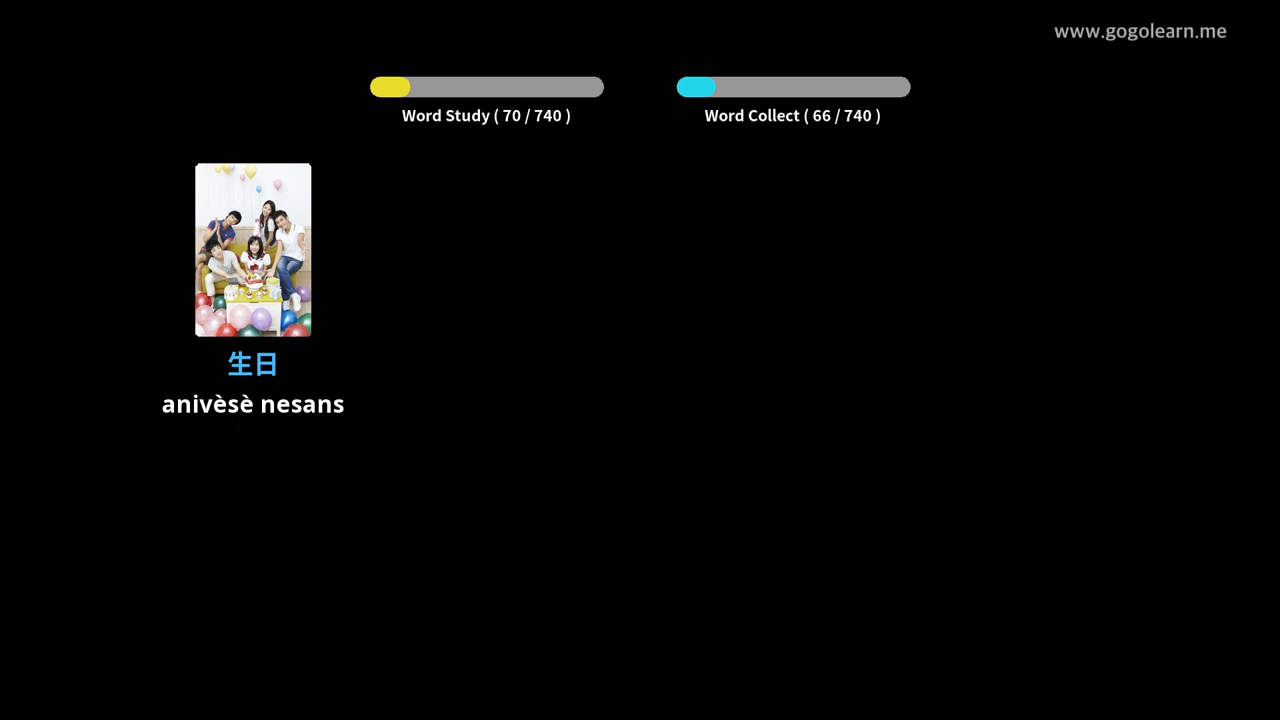 www.gogolearn.me
Word Study ( 70 / 740 )
Word Collect ( 66 / 740 )
生日
anivèsè nesans